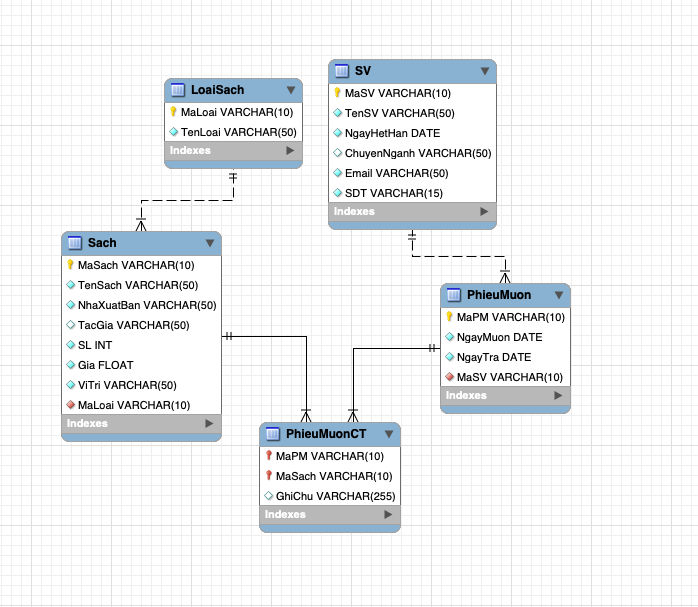 LoaiSach
MaLoai VARCHAR(10)
TenLoai VARCHAR(50)
Indexes
SV
MaSV VARCHAR(10)
TenSV VARCHAR(50)
NgayHetHan DATE
ChuyenNganh VARCHAR(50)
Email VARCHAR(50)
SDT VARCHAR(15)
Indexes
Sach
MaSach VARCHAR(10)
TenSach VARCHAR(50)
NhaXuatBan VARCHAR(50)
TacGia VARCHAR(50)
SL INT
Gia FLOAT
ViTri VARCHAR(50)
MaLoai VARCHAR(10)
Indexes
PhieuMuon
MaPM VARCHAR(10)
NgayMuon DATE
NgayTra DATE
MaSV VARCHAR(10)
Indexes
PhieuMuonCT
MaPM VARCHAR(10)
MaSach VARCHAR(10)
GhiChu VARCHAR(255)
Indexes